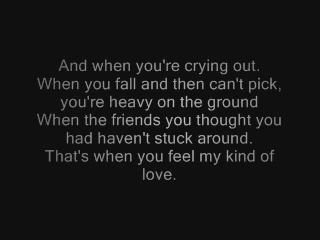 And when you're crying out.
When you fall and then can't pick,
you're heavy on the ground
When the friends you thought you
had haven't stuck around.
That's when you feel my kind of
love.